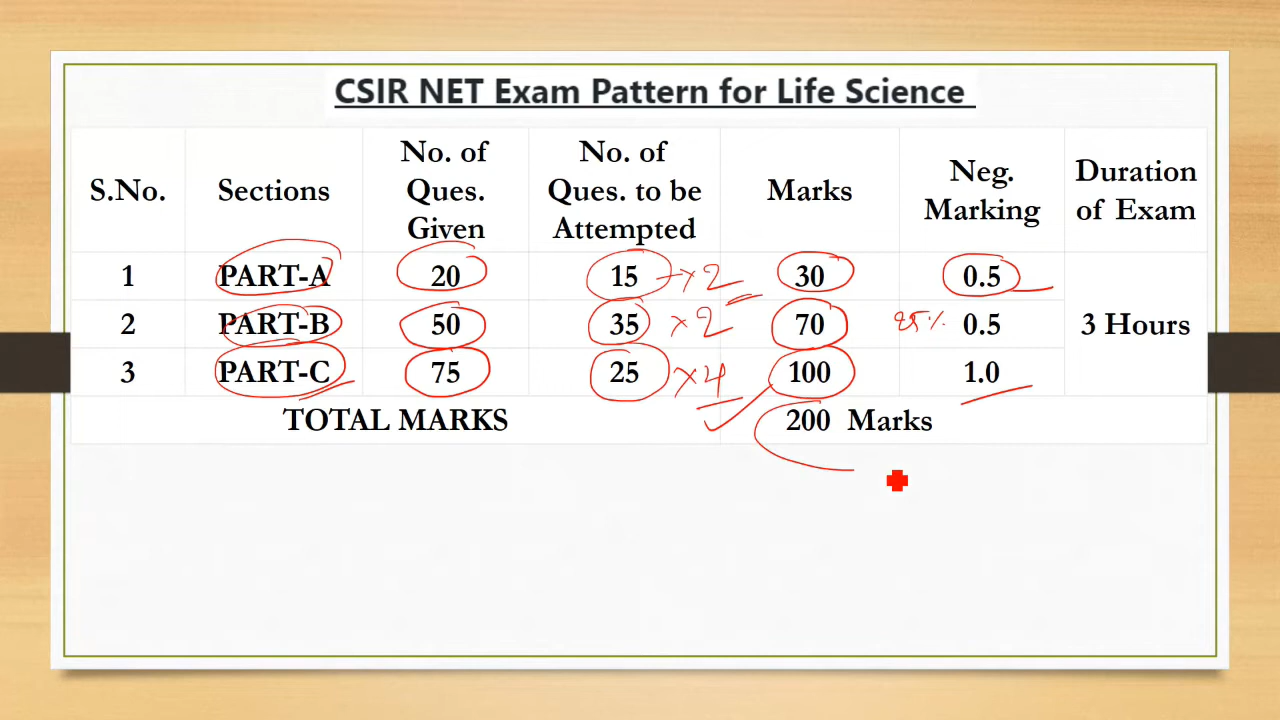 CSIR NET Exam Pattern for Life Science
S.No. Sections No. of Ques. Given No. of Ques. to be Attempted Marks Neg. Marking Duration of Exam
1 PART-A 20 15 ×2 30 0.5
2 PART-B 50 35 ×2 70 25% 0.5 3 Hours
3 PART-C 75 25 ×4 100 1.0
TOTAL MARKS 200 Marks